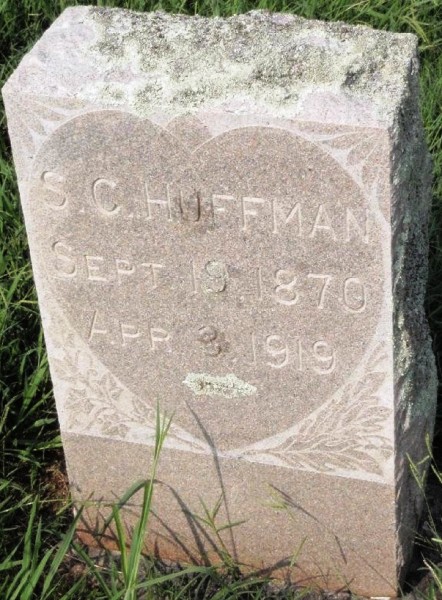 S. C. HUFFMAN
SEPT. 19. 1870
APR. 3. 1919